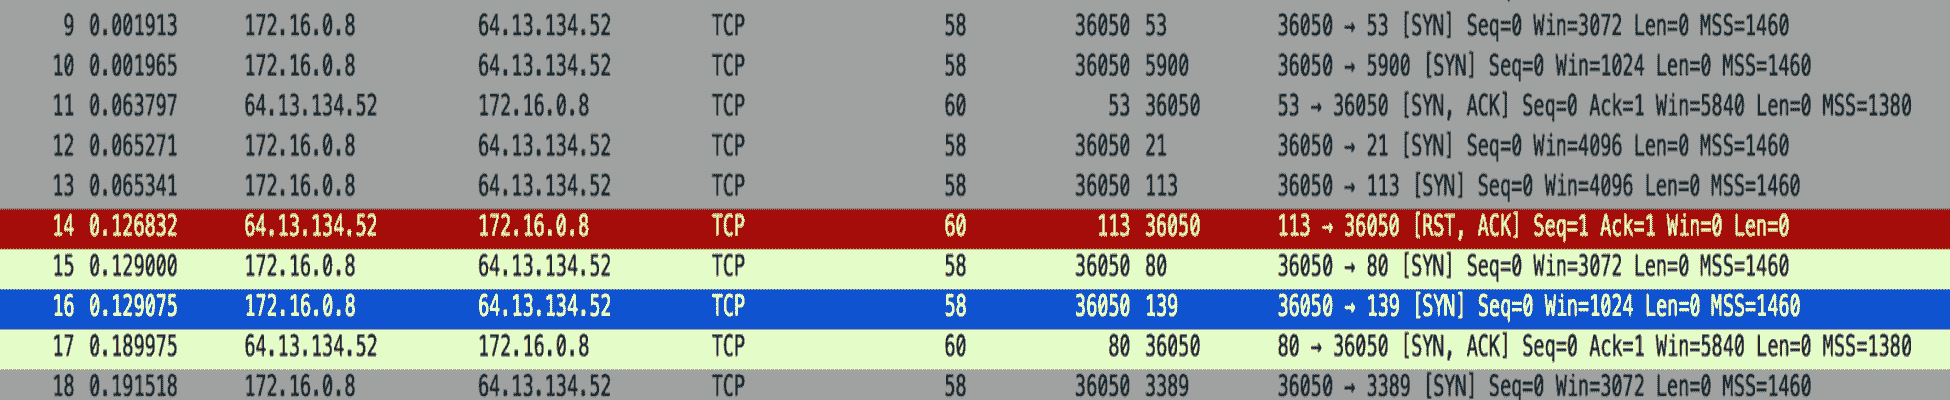 9 0.001913 172.16.0.8 64.13.134.52 TCP 58 36050 53 36050 → 53 [SYN] Seq=0 Win=3072 Len=0 MSS=1460
10 0.001965 172.16.0.8 64.13.134.52 TCP 58 36050 5900 36050 → 5900 [SYN] Seq=0 Win=1024 Len=0 MSS=1460
11 0.063797 64.13.134.52 172.16.0.8 TCP 60 53 36050 53 → 36050 [SYN, ACK] Seq=0 Ack=1 Win=5840 Len=0 MSS=1380
12 0.065271 172.16.0.8 64.13.134.52 TCP 58 36050 21 36050 → 21 [SYN] Seq=0 Win=4096 Len=0 MSS=1460
13 0.065341 172.16.0.8 64.13.134.52 TCP 58 36050 113 36050 → 113 [SYN] Seq=0 Win=4096 Len=0 MSS=1460
14 0.126832 64.13.134.52 172.16.0.8 TCP 60 113 36050 113 → 36050 [RST, ACK] Seq=1 Ack=1 Win=0 Len=0
15 0.129000 172.16.0.8 64.13.134.52 TCP 58 36050 80 36050 → 80 [SYN] Seq=0 Win=3072 Len=0 MSS=1460
16 0.129075 172.16.0.8 64.13.134.52 TCP 58 36050 139 36050 → 139 [SYN] Seq=0 Win=1024 Len=0 MSS=1460
17 0.189975 64.13.134.52 172.16.0.8 TCP 60 80 36050 80 → 36050 [SYN, ACK] Seq=0 Ack=1 Win=5840 Len=0 MSS=1380
18 0.191518 172.16.0.8 64.13.134.52 TCP 58 36050 3389 36050 → 3389 [SYN] Seq=0 Win=3072 Len=0 MSS=1460